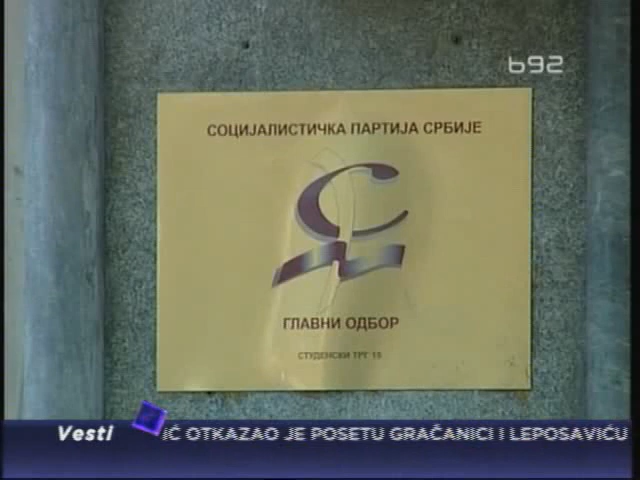 b92
СОЦИЈАЛИСТИЧКА ПАРТИЈА СРБИЈЕ
ГЛАВНИ ОДБОР
СТУДЕНСКИ ТРГ 15
Vesti
IĆ OTKAZAO JE POSETU GRAČANICI I LEPOSAVIĆU